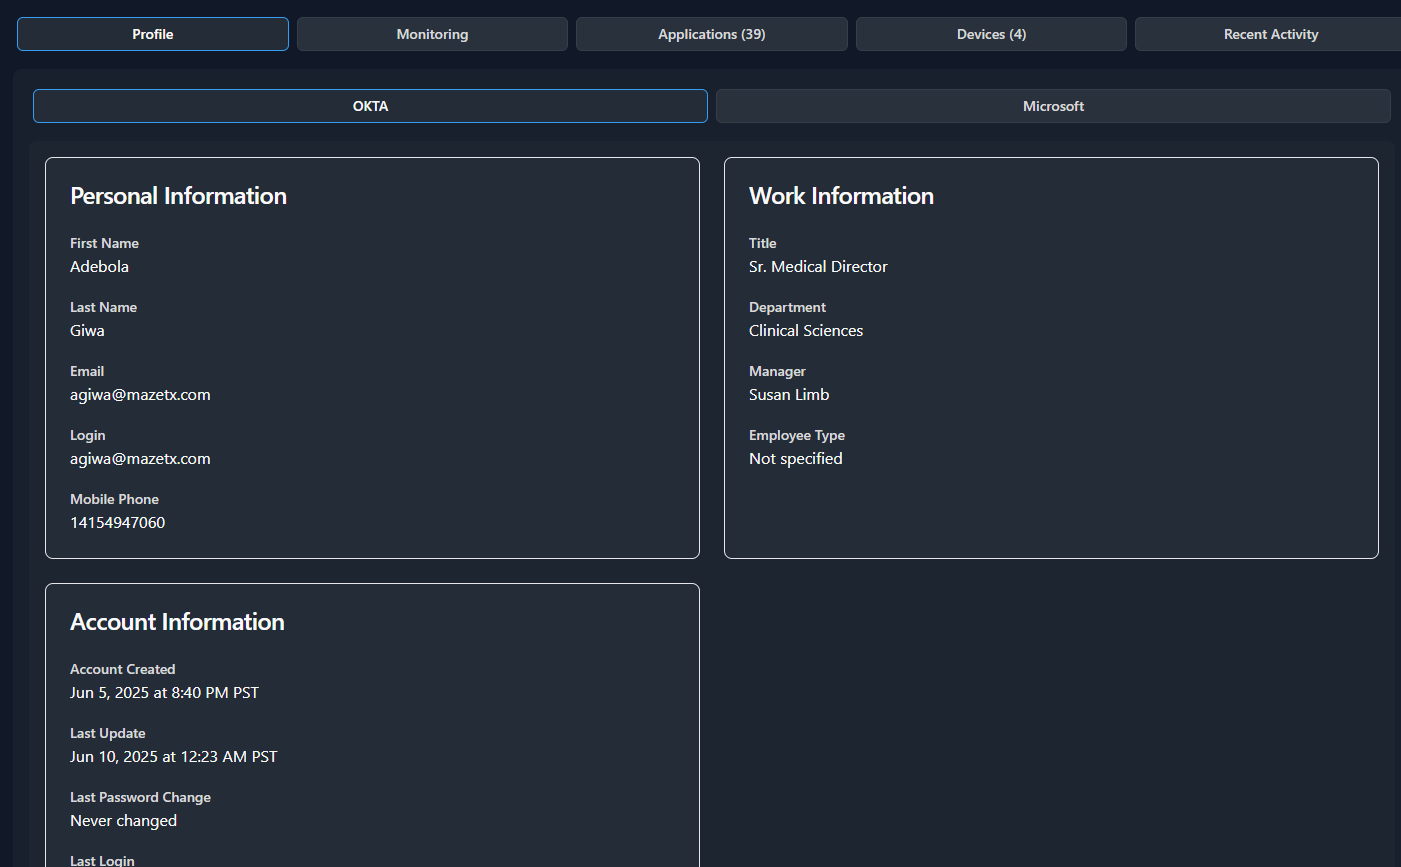 Profile
Monitoring
Applications (39)
Devices (4)
Recent Activity
OKTA
Microsoft
Personal Information
First Name
Adebola
Last Name
Giwa
Email
agiwa@mazetx.com
Login
agiwa@mazetx.com
Mobile Phone
14154947060
Work Information
Title
Sr. Medical Director
Department
Clinical Sciences
Manager
Susan Limb
Employee Type
Not specified
Account Information
Account Created
Jun 5, 2025 at 8:40 PM PST
Last Update
Jun 10, 2025 at 12:23 AM PST
Last Password Change
Never changed
Last Login